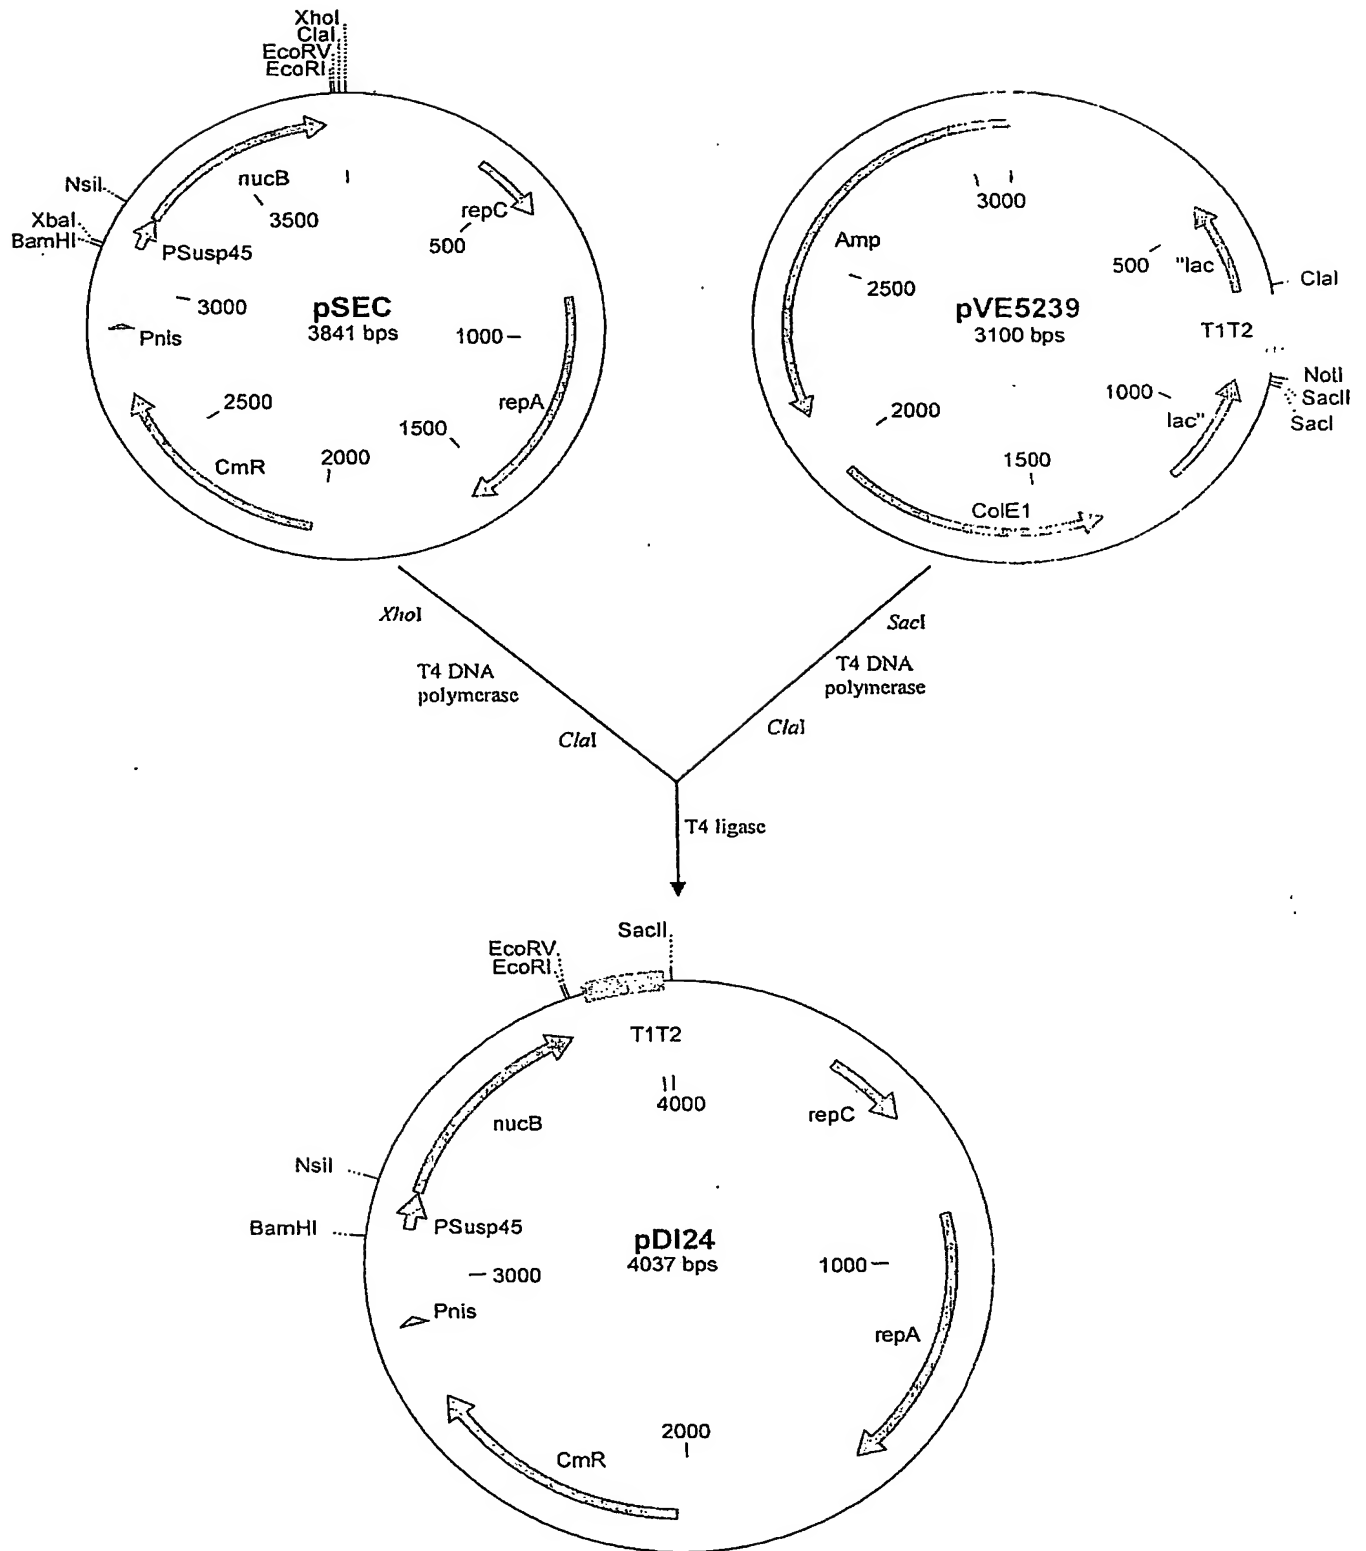 XhoI
ClaI
EcoRV
EcoRI
NsiI
XbaI
BamHI
nucB
3500
PSusp45
3000
Pnis
pSEC
3841 bps
repC
500
1000
repA
1500
2000
2500
CmR
3000
Amp
2500
pVE5239
3100 bps
500
"lac
ClaI
T1T2
NotI
SacII
SacI
1000
lac"
2000
1500
ColE1
XhoI
T4 DNA
polymerase
ClaI
SacI
T4 DNA
polymerase
ClaI
T4 ligase
SacII
EcoRV
EcoRI
T1T2
4000
nucB
repC
NsiI
BamHI
PSusp45
3000
Pnis
pDI24
4037 bps
1000
repA
2000
CmR